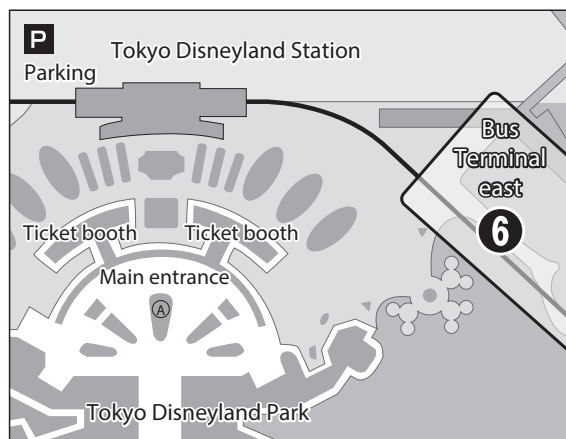 P
Parking
Tokyo Disneyland Station
Bus
Terminal
east
6
Ticket booth
Ticket booth
Main entrance
A
Tokyo Disneyland Park